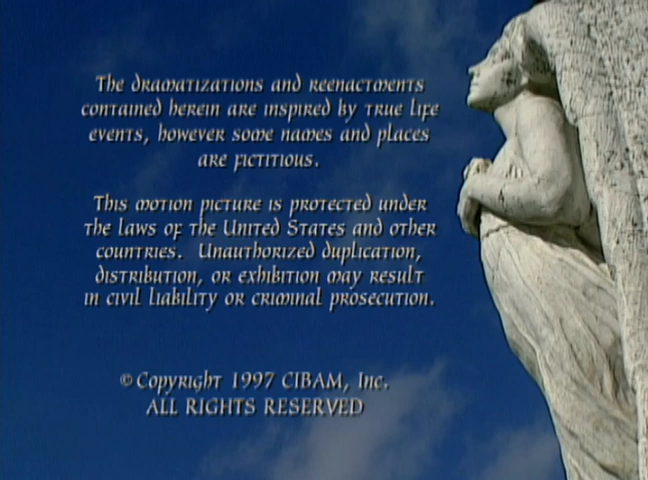 The dramatizations and reenactments
contained herein are inspired by true life
events, however some names and places
are fictitious.
This motion picture is protected under
the laws of the United States and other
countries. Unauthorized duplication,
distribution, or exhibition may result
in civil liability or criminal prosecution.
© Copyright 1997 CIBAM, Inc.
ALL RIGHTS RESERVED